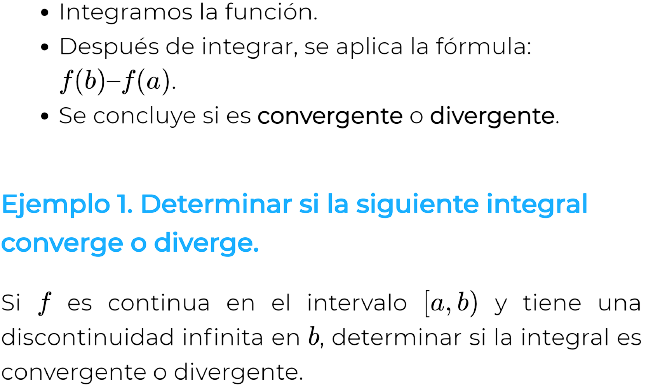 • Integramos la función.
• Después de integrar, se aplica la fórmula:
f(b)–f(a).
• Se concluye si es convergente o divergente.
Ejemplo 1. Determinar si la siguiente integral
converge o diverge.
Si f es continua en el intervalo [a, b) y tiene una
discontinuidad infinita en b, determinar si la integral es
convergente o divergente.